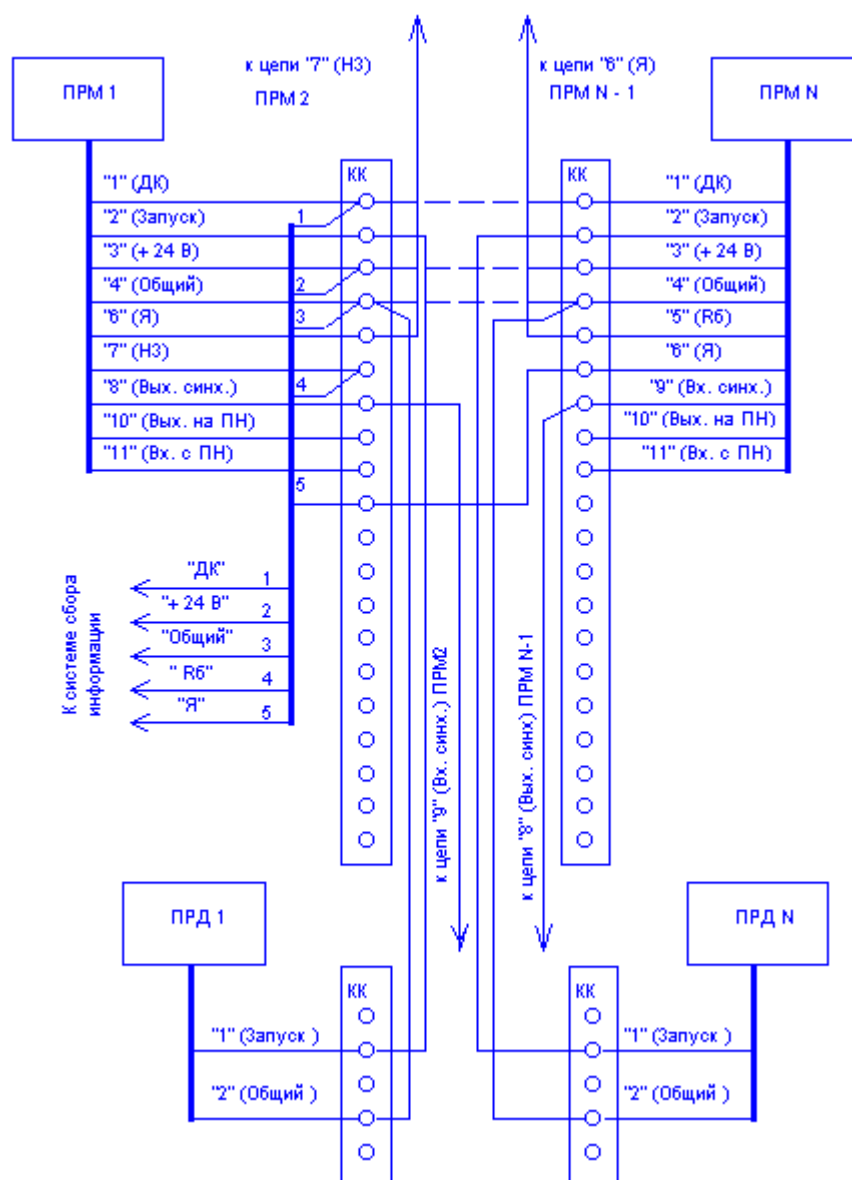 к цепи "7" (НЗ)
ПРМ 2
к цепи "6" (Я)
ПРМ N - 1
ПРМ 1
ПРМ N
КК
КК
"1" (ДК)
"2" (Запуск)
"3" (+ 24 В)
"4" (Общий)
"6" (Я)
"7" (НЗ)
"8" (Вых. синх.)
"10" (Вых. на ПН)
"11" (Вх. с ПН)
1
2
3
4
5
"1" (ДК)
"2" (Запуск)
"3" (+ 24 В)
"4" (Общий)
"5" (Rб)
"6" (Я)
"9" (Вх. синх.)
"10" (Вых. на ПН)
"11" (Вх. с ПН)
К системе сбора
информации
"ДК" 1
"+ 24 В" 2
"Общий" 3
" Rб" 4
"Я" 5
к цепи "9" (Вх. синх.) ПРМ2
к цепи "8" (Вых. синх) ПРМ N-1
ПРД 1
ПРД N
КК
КК
"1" (Запуск )
"2" (Общий )
"1" (Запуск )
"2" (Общий )